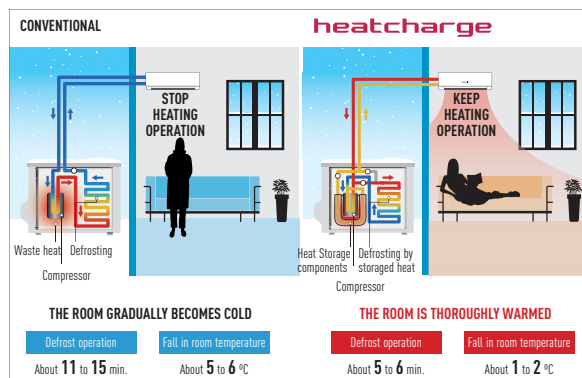 CONVENTIONAL
STOP
HEATING
OPERATION
Waste heat
Defrosting
Compressor
THE ROOM GRADUALLY BECOMES COLD
Defrost operation
Fall in room temperature
About 11 to 15 min.
About 5 to 6 ºC
heatcharge
KEEP
HEATING
OPERATION
Heat Storage
components
Defrosting by
storaged heat
Compressor
THE ROOM IS THOROUGHLY WARMED
Defrost operation
Fall in room temperature
About 5 to 6 min.
About 1 to 2 ºC